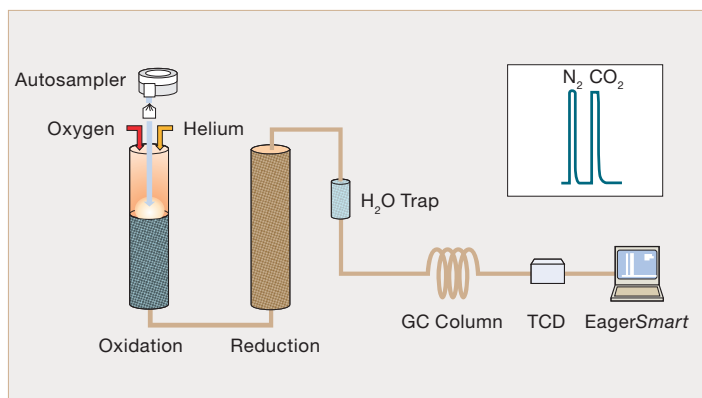 Autosampler
Oxygen
Helium
N₂ CO₂
H₂O Trap
GC Column
TCD
EagerSmart
Oxidation
Reduction